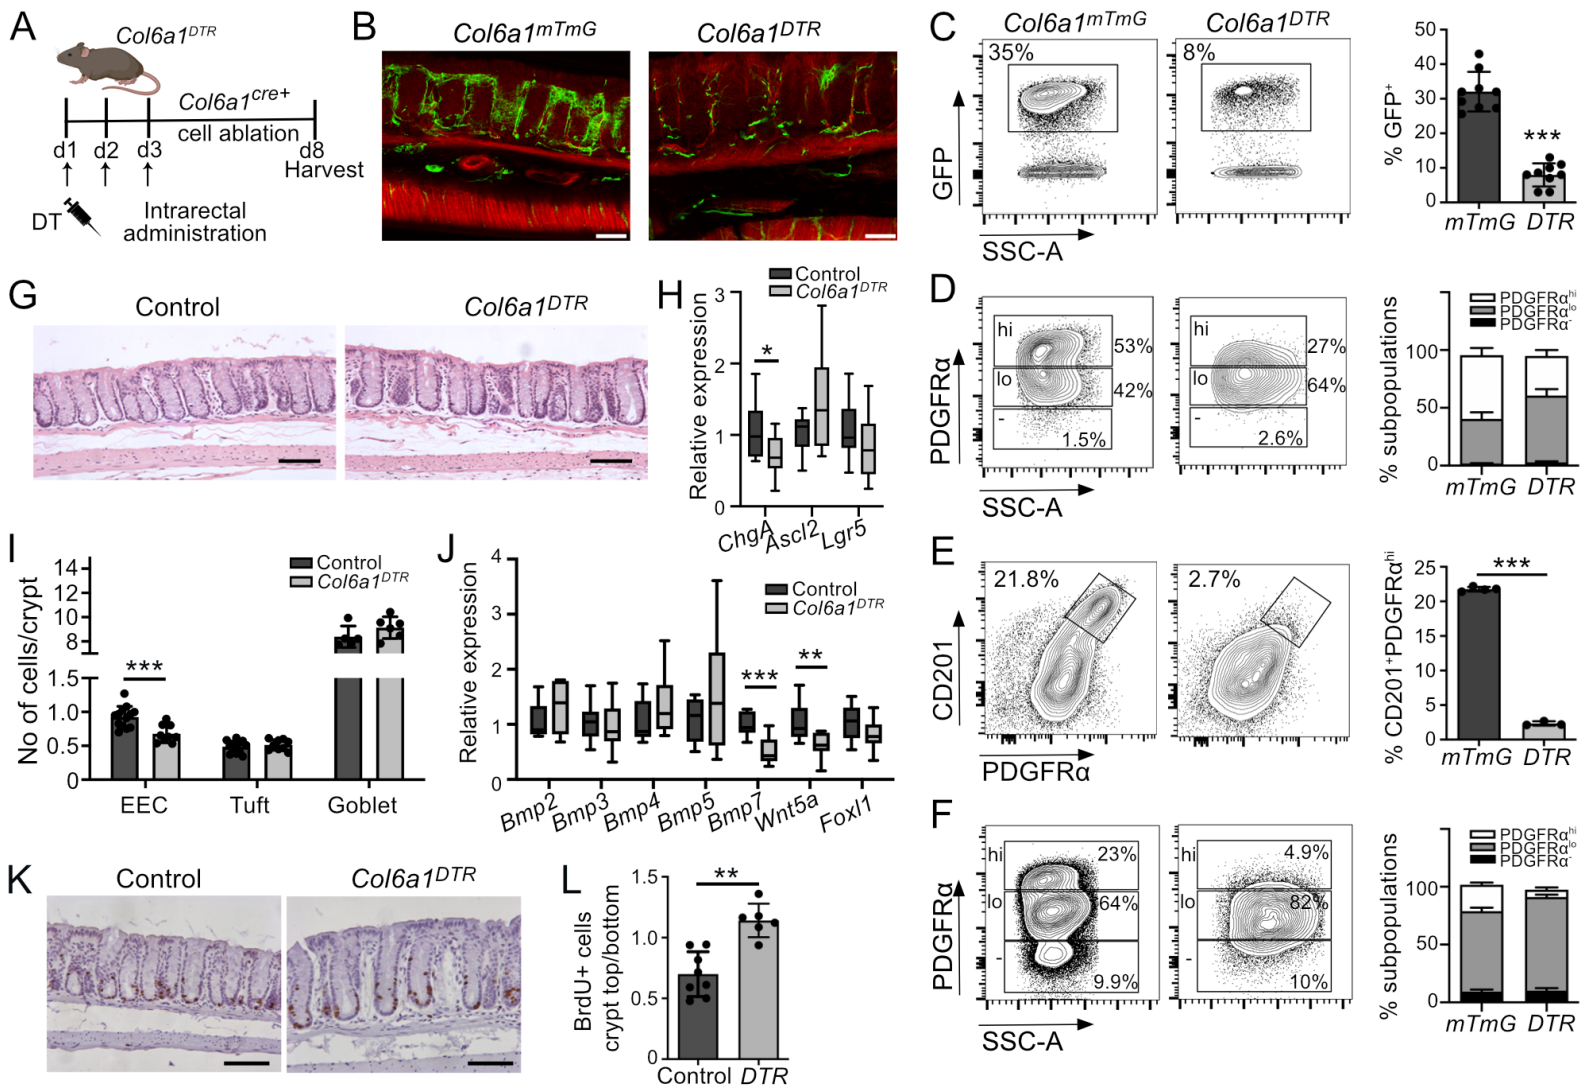 A
Col6a1DTR
Col6a1cre+
cell ablation
d1 d2 d3 d8
Harvest
DT
Intrarectal
administration
B
Col6a1mTmG Col6a1DTR
C
Col6a1mTmG Col6a1DTR
35% 8%
GFP
SSC-A
% GFP+
50
40
30
20
10
0
***
mTmG DTR
G
Control Col6a1DTR
H
Control
Col6a1DTR
Relative expression
3
2
1
0
*
ChgA Ascl2 Lgr5
D
hi 53% 27%
lo 42% 64%
- 1.5% 2.6%
PDGFRα
SSC-A
PDGFRαhi
PDGFRαlo
PDGFRα-
% subpopulations
100
50
0
mTmG DTR
I
Control
Col6a1DTR
No of cells/crypt
14
12
10
8
6
1.5
1.0
0.5
0
***
EEC Tuft Goblet
J
Control
Col6a1DTR
Relative expression
4
3
2
1
0
*** **
Bmp2 Bmp3 Bmp4 Bmp5 Bmp7 Wnt5a Foxl1
E
21.8% 2.7%
CD201
PDGFRα
% CD201+PDGFRαhi
25
20
15
10
5
0
***
mTmG DTR
F
hi 23% hi 4.9%
lo 64% lo 82%
- 9.9% - 10%
PDGFRα
SSC-A
PDGFRαhi
PDGFRαlo
PDGFRα-
% subpopulations
100
50
0
mTmG DTR
K
Control Col6a1DTR
L
BrdU+ cells
crypt top/bottom
1.5
1.0
0.5
0
**
Control DTR